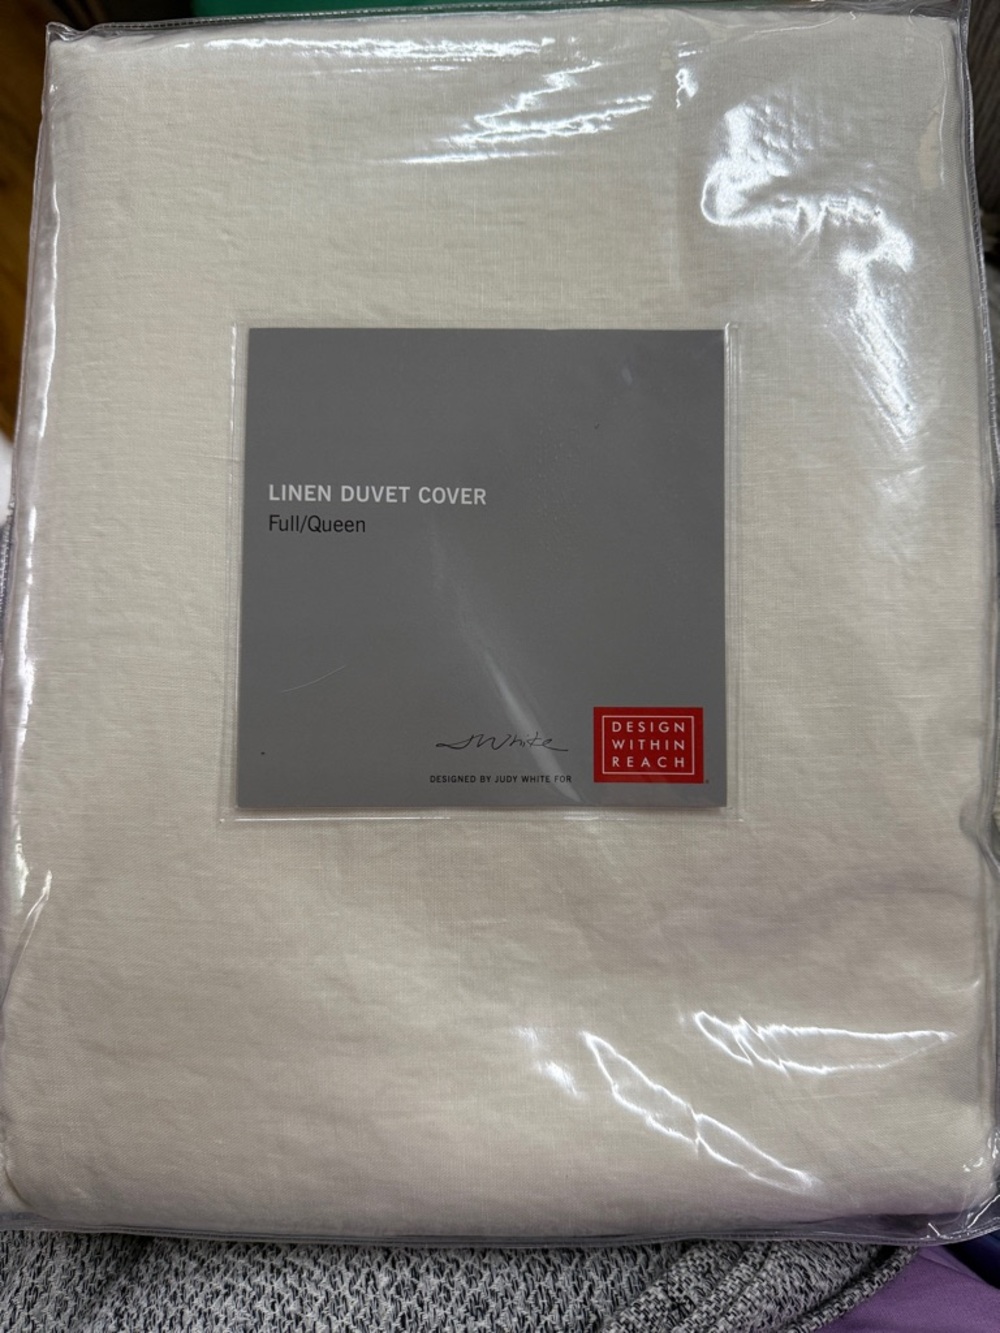 LINEN DUVET COVER
Full/Queen
JWhite
DESIGNED BY JUDY WHITE FOR
DESIGN
WITHIN
REACH